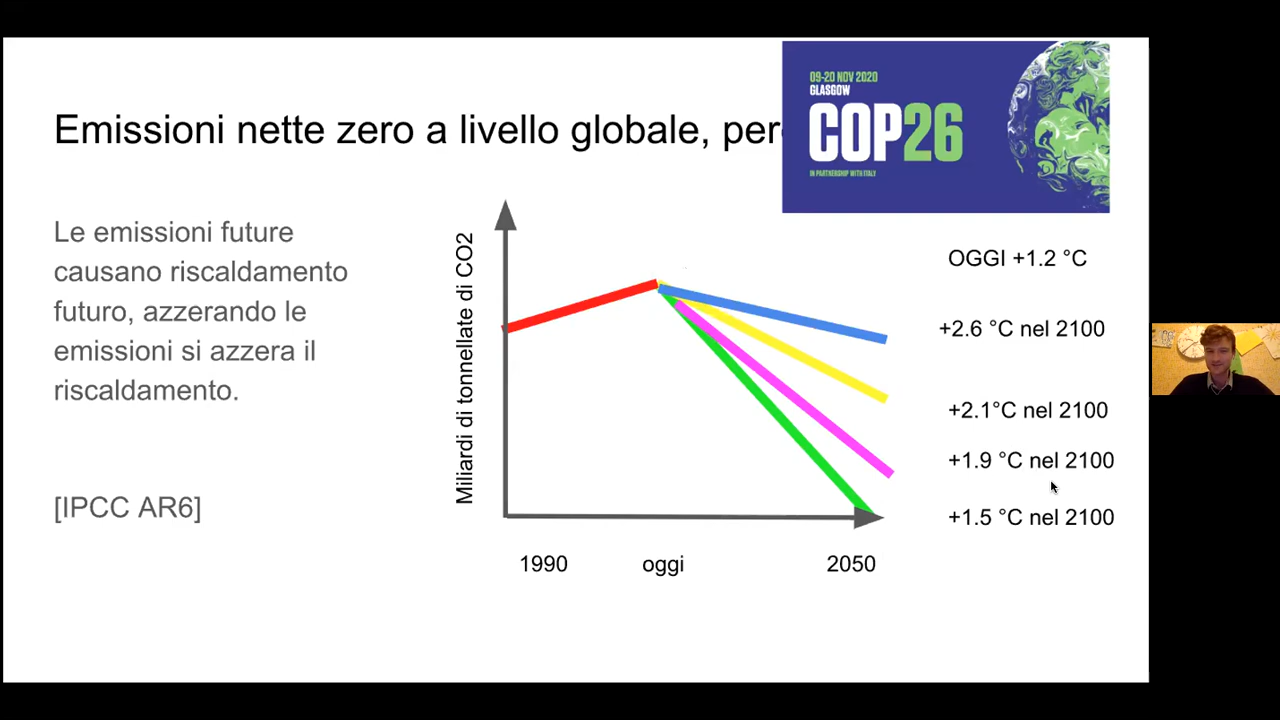 Emissioni nette zero a livello globale, per
09-20 NOV 2020
GLASGOW
COP26
IN PARTNERSHIP WITH ITALY
Le emissioni future
causano riscaldamento
futuro, azzerando le
emissioni si azzera il
riscaldamento.
[IPCC AR6]
Miliardi di tonnellate di CO2
1990
oggi
2050
OGGI +1.2 °C
+2.6 °C nel 2100
+2.1°C nel 2100
+1.9 °C nel 2100
+1.5 °C nel 2100